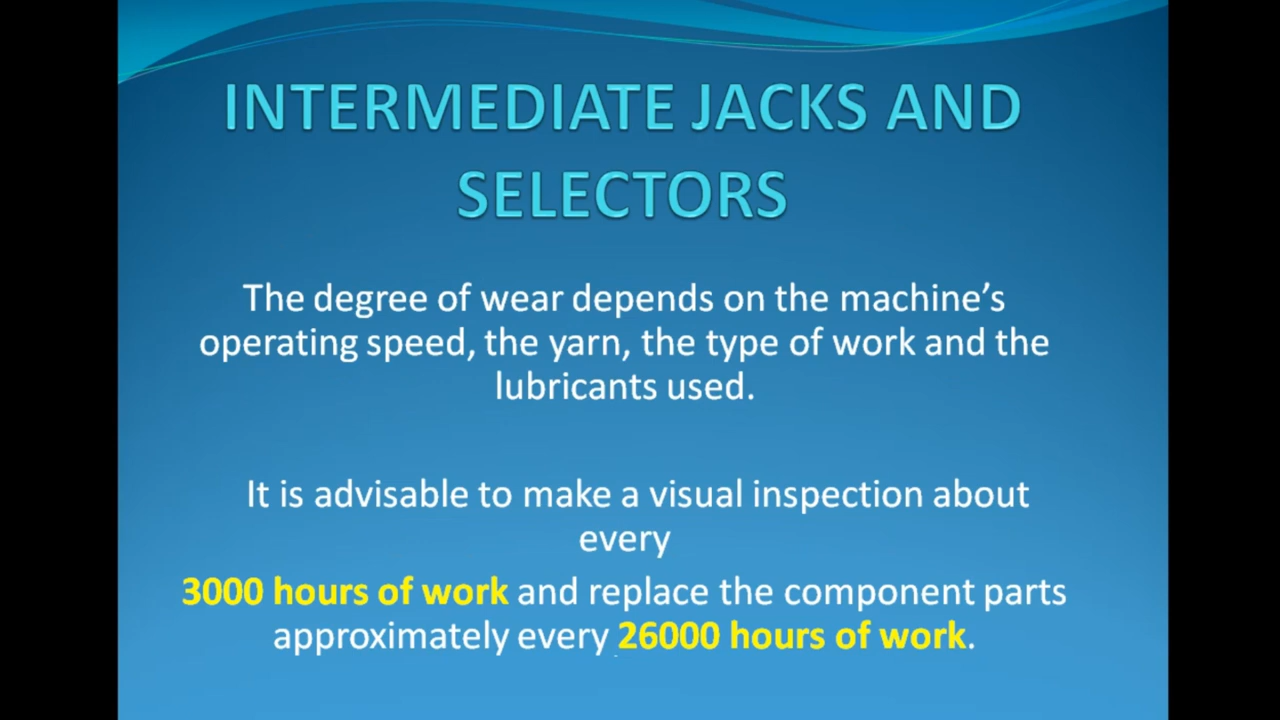 INTERMEDIATE JACKS AND
SELECTORS
The degree of wear depends on the machine’s
operating speed, the yarn, the type of work and the
lubricants used.
It is advisable to make a visual inspection about
every
3000 hours of work and replace the component parts
approximately every 26000 hours of work.